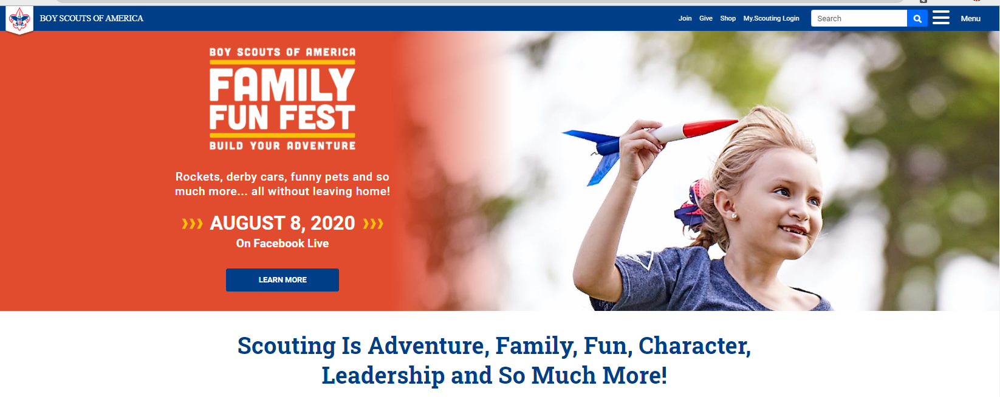 BOY SCOUTS OF AMERICA
Join Give Shop My.Scouting Login Search Menu
BOY SCOUTS OF AMERICA
FAMILY
FUN FEST
BUILD YOUR ADVENTURE
Rockets, derby cars, funny pets and so
much more... all without leaving home!
AUGUST 8, 2020
On Facebook Live
LEARN MORE
Scouting Is Adventure, Family, Fun, Character,
Leadership and So Much More!